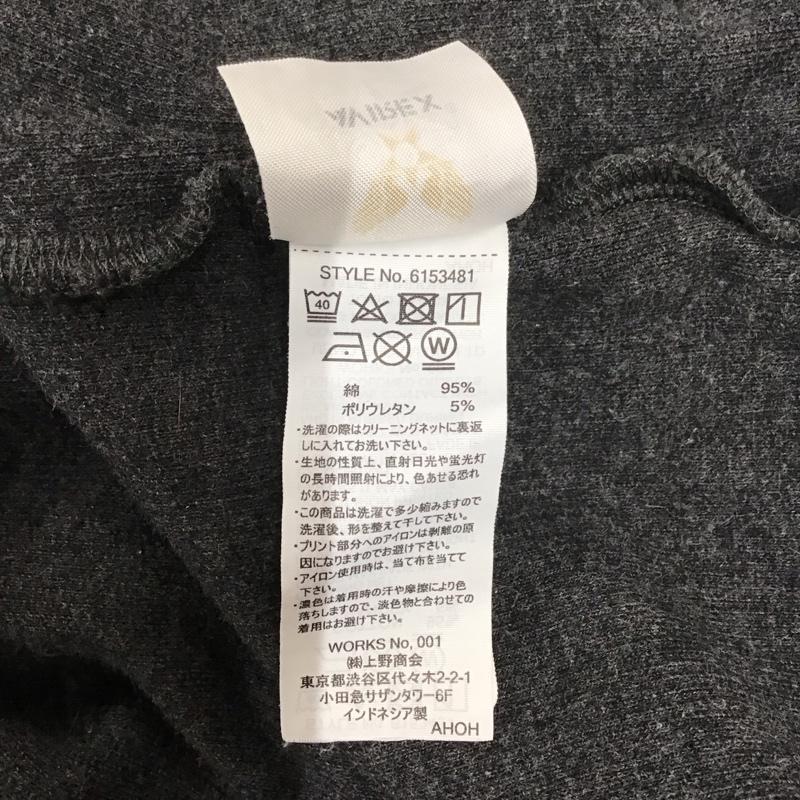 STYLE No. 6153481
40
W
綿 95%
ポリウレタン 5%
・洗濯の際はクリーニングネットに裏返
しに入れてお洗い下さい。
・生地の性質上、直射日光や蛍光灯
の長時間照射により、色あせる恐れ
があります。
・この商品は洗濯で多少縮みますので
洗濯後、形を整えて干して下さい。
・プリント部分へのアイロンは剥離の原
因になりますのでお避け下さい。
・アイロン使用時は、当て布を当てて
下さい。
・濃色は着用時の汗や摩擦により色
落ちしますので、淡色物と合わせての
着用はお避け下さい。
WORKS No, 001
㈱上野商会
東京都渋谷区代々木2-2-1
小田急サザンタワー6F
インドネシア製
AHOH